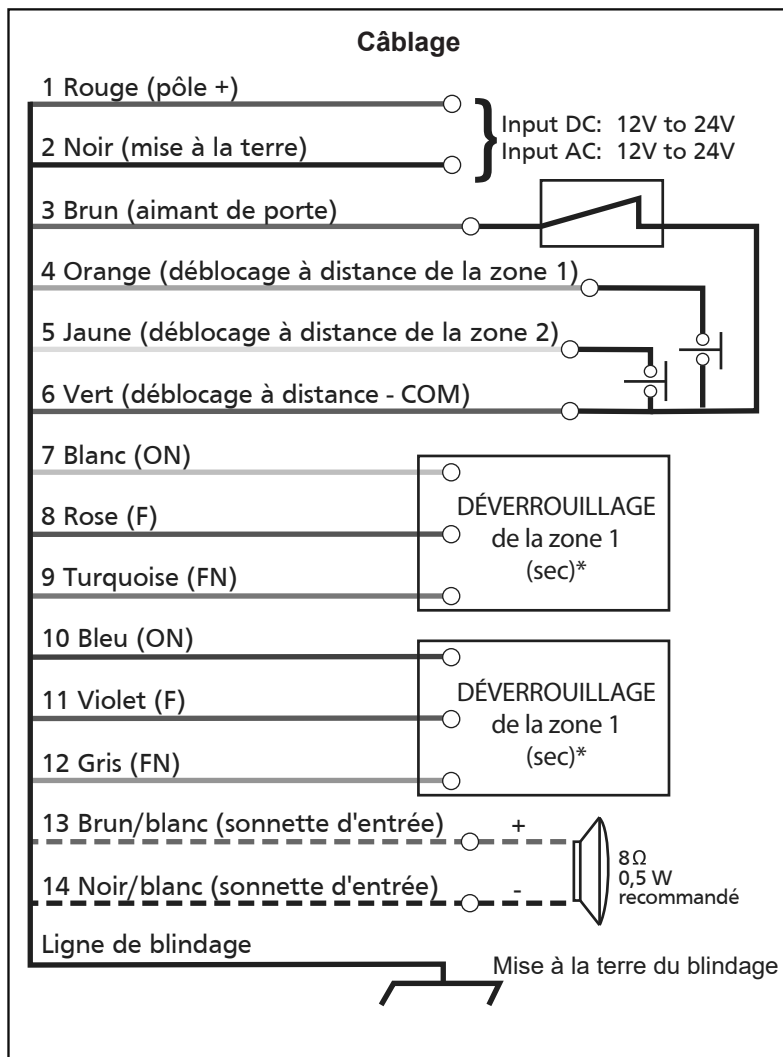 Câblage
1 Rouge (pôle +)
2 Noir (mise à la terre)
Input DC: 12V to 24V
Input AC: 12V to 24V
3 Brun (aimant de porte)
4 Orange (déblocage à distance de la zone 1)
5 Jaune (déblocage à distance de la zone 2)
6 Vert (déblocage à distance - COM)
7 Blanc (ON)
8 Rose (F)
9 Turquoise (FN)
DÉVERROUILLAGE
de la zone 1
(sec)*
10 Bleu (ON)
11 Violet (F)
12 Gris (FN)
DÉVERROUILLAGE
de la zone 1
(sec)*
13 Brun/blanc (sonnette d'entrée)
+
14 Noir/blanc (sonnette d'entrée)
-
8Ω
0,5 W
recommandé
Ligne de blindage
Mise à la terre du blindage